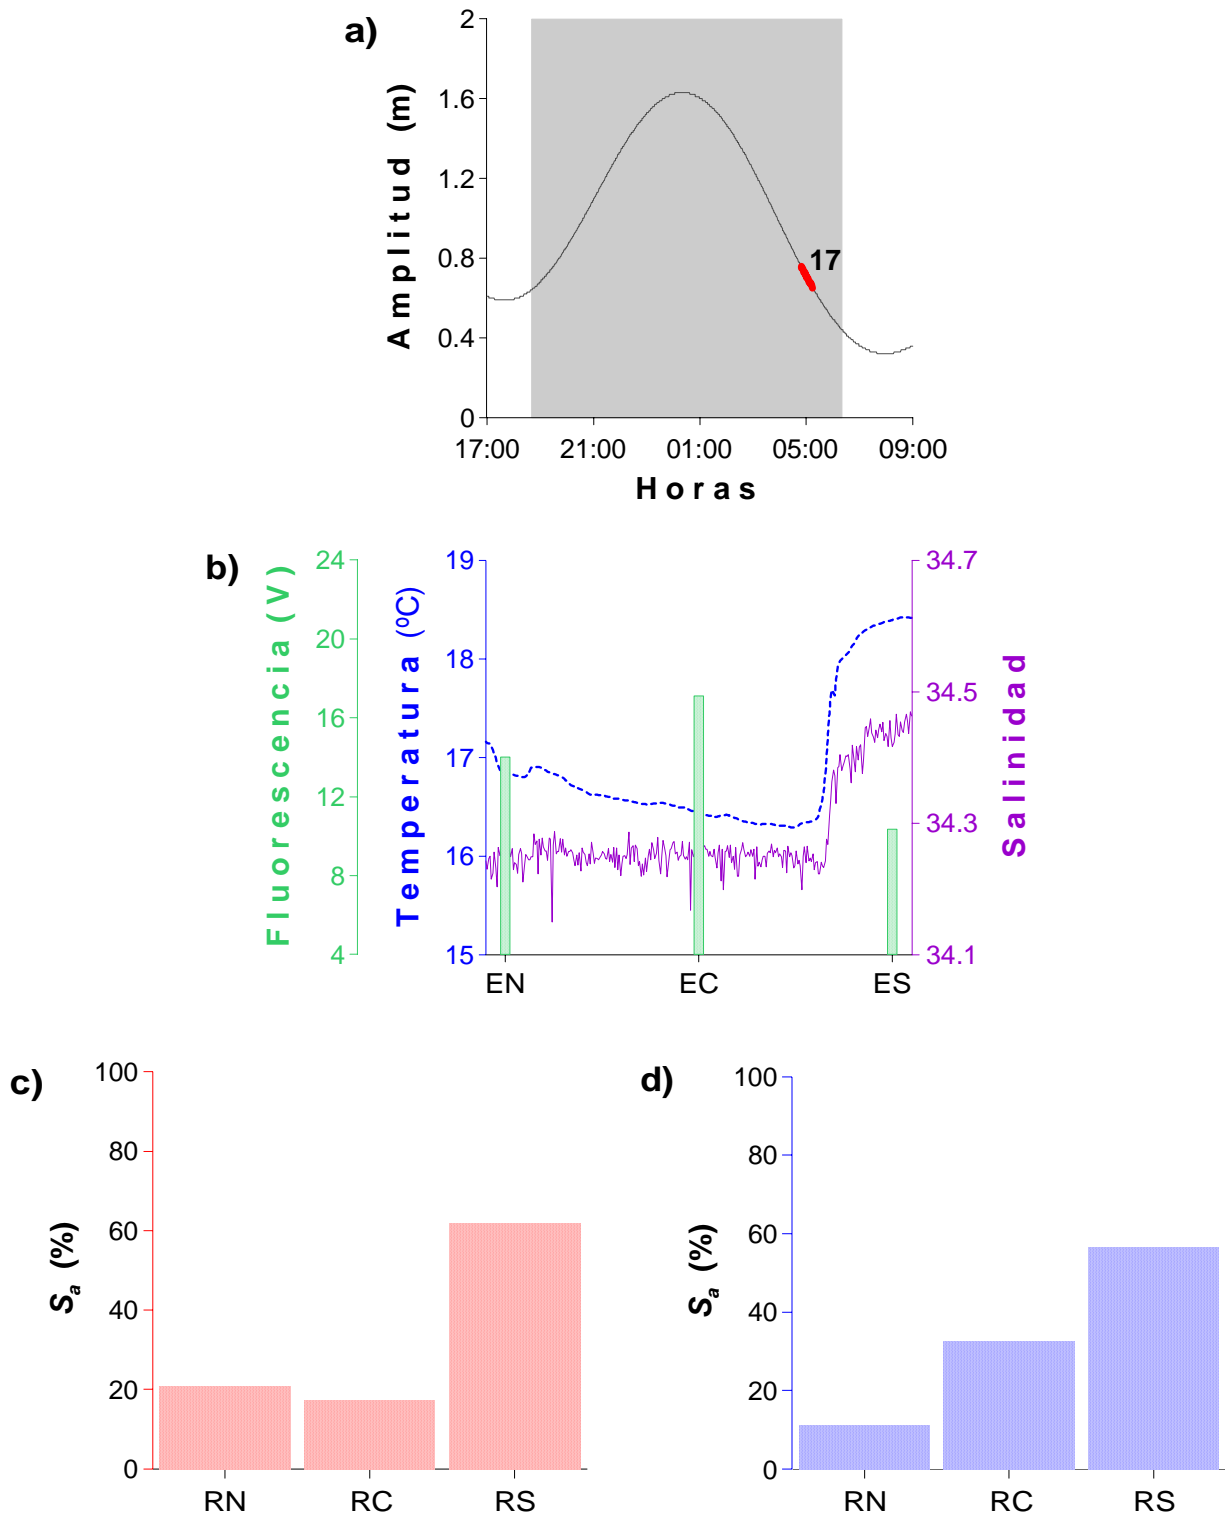 a)
Amplitud (m)
2
1.6
1.2
0.8
0.4
0
17
17:00 21:00 01:00 05:00 09:00
Horas
b)
Fluorescencia (V)
24
20
16
12
8
4
Temperatura (ºC)
19
18
17
16
15
34.7
34.5
34.3
34.1
Salinidad
EN EC ES
c)
Sa (%)
100
80
60
40
20
0
RN RC RS
d)
Sa (%)
100
80
60
40
20
0
RN RC RS